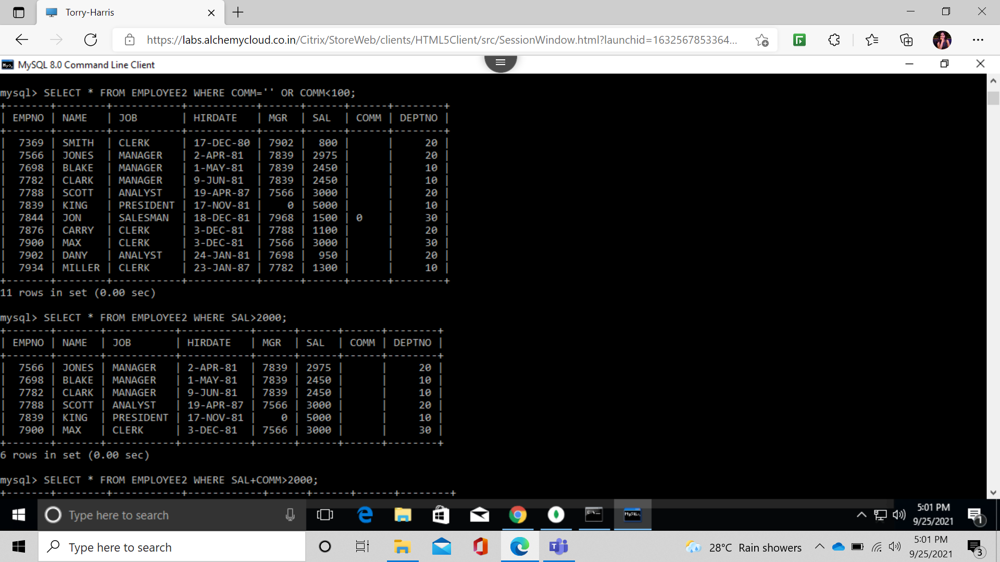 Torry-Harris
https://labs.alchemycloud.co.in/Citrix/StoreWeb/clients/HTML5Client/src/SessionWindow.html?launchid=1632567853364...
MySQL 8.0 Command Line Client
mysql> SELECT * FROM EMPLOYEE2 WHERE COMM='' OR COMM<100;
+-------+--------+-----------+-----------+------+------+------+--------+
| EMPNO | NAME   | JOB       | HIRDATE   | MGR  | SAL  | COMM | DEPTNO |
+-------+--------+-----------+-----------+------+------+------+--------+
|  7369 | SMITH  | CLERK     | 17-DEC-80 | 7902 |  800 |      |     20 |
|  7566 | JONES  | MANAGER   | 2-APR-81  | 7839 | 2975 |      |     20 |
|  7698 | BLAKE  | MANAGER   | 1-MAY-81  | 7839 | 2450 |      |     10 |
|  7782 | CLARK  | MANAGER   | 9-JUN-81  | 7839 | 2450 |      |     10 |
|  7788 | SCOTT  | ANALYST   | 19-APR-87 | 7566 | 3000 |      |     20 |
|  7839 | KING   | PRESIDENT | 17-NOV-81 |    0 | 5000 |      |     10 |
|  7844 | JON    | SALESMAN  | 18-DEC-81 | 7968 | 1500 | 0    |     30 |
|  7876 | CARRY  | CLERK     | 3-DEC-81  | 7788 | 1100 |      |     20 |
|  7900 | MAX    | CLERK     | 3-DEC-81  | 7566 | 3000 |      |     30 |
|  7902 | DANY   | ANALYST   | 24-JAN-81 | 7698 |  950 |      |     20 |
|  7934 | MILLER | CLERK     | 23-JAN-87 | 7782 | 1300 |      |     10 |
+-------+--------+-----------+-----------+------+------+------+--------+
11 rows in set (0.00 sec)
mysql> SELECT * FROM EMPLOYEE2 WHERE SAL>2000;
+-------+-------+-----------+-----------+------+------+------+--------+
| EMPNO | NAME  | JOB       | HIRDATE   | MGR  | SAL  | COMM | DEPTNO |
+-------+-------+-----------+-----------+------+------+------+--------+
|  7566 | JONES | MANAGER   | 2-APR-81  | 7839 | 2975 |      |     20 |
|  7698 | BLAKE | MANAGER   | 1-MAY-81  | 7839 | 2450 |      |     10 |
|  7782 | CLARK | MANAGER   | 9-JUN-81  | 7839 | 2450 |      |     10 |
|  7788 | SCOTT | ANALYST   | 19-APR-87 | 7566 | 3000 |      |     20 |
|  7839 | KING  | PRESIDENT | 17-NOV-81 |    0 | 5000 |      |     10 |
|  7900 | MAX   | CLERK     | 3-DEC-81  | 7566 | 3000 |      |     30 |
+-------+-------+-----------+-----------+------+------+------+--------+
6 rows in set (0.00 sec)
mysql> SELECT * FROM EMPLOYEE2 WHERE SAL+COMM>2000;
+-------+--------+------------+------------+------+------+------+--------+
Type here to search
5:01 PM
9/25/2021
1
Type here to search
28°C Rain showers
5:01 PM
9/25/2021
3